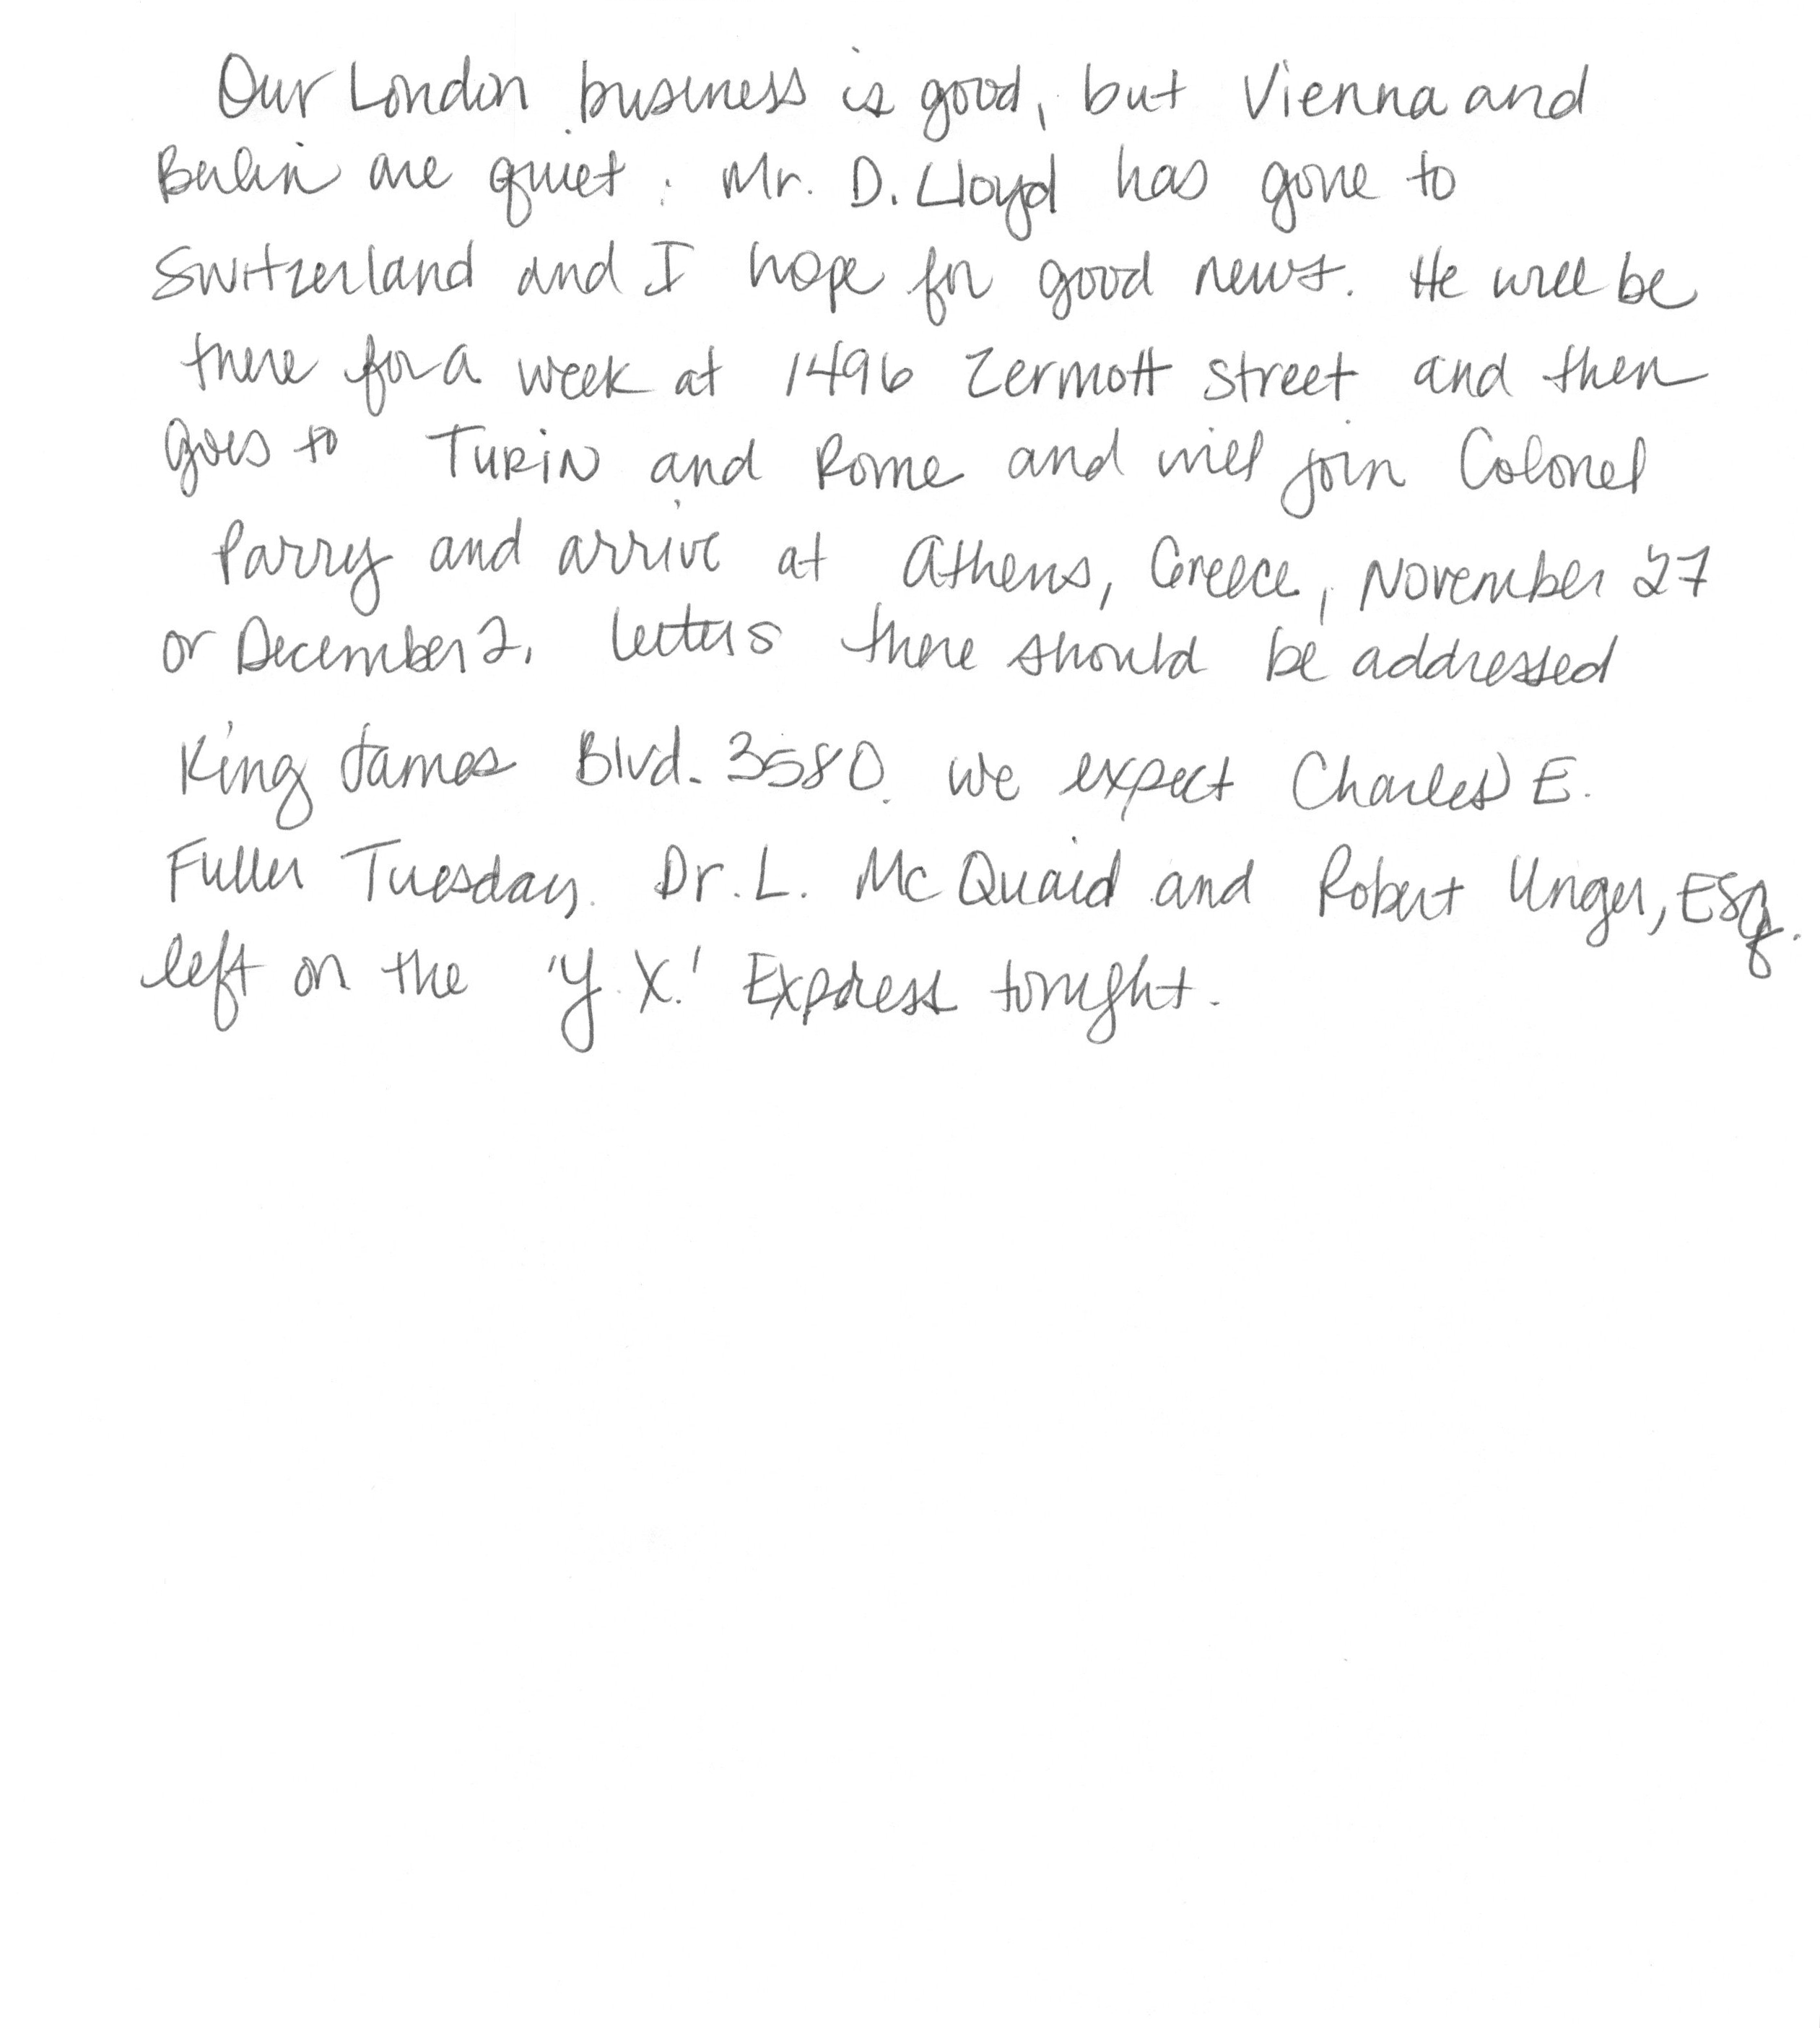 Our London business is good, but Vienna and
Berlin are quiet. Mr. D. Lloyd has gone to
Switzerland and I hope for good news. He will be
there for a week at 1496 Zermott street and then
goes to Turin and Rome and will join Colonel
Parry and arrive at Athens, Greece, November 27
or December 2. Letters there should be addressed
King James Blvd. 3580. We expect Charles E.
Fuller Tuesday. Dr. L. McQuaid and Robert Unger, Esq.
left on the 'Y.X.' Express tonight.